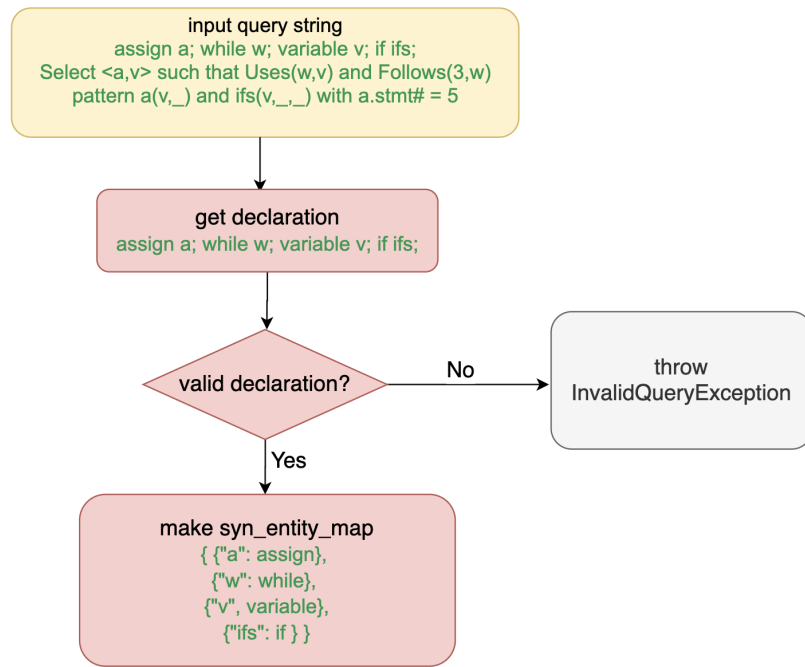 input query string
assign a; while w; variable v; if ifs;
Select <a,v> such that Uses(w,v) and Follows(3,w)
pattern a(v,_) and ifs(v,_,_) with a.stmt# = 5
get declaration
assign a; while w; variable v; if ifs;
valid declaration?
No
throw
InvalidQueryException
Yes
make syn_entity_map
{ {"a": assign},
{"w": while},
{"v", variable},
{"ifs": if } }